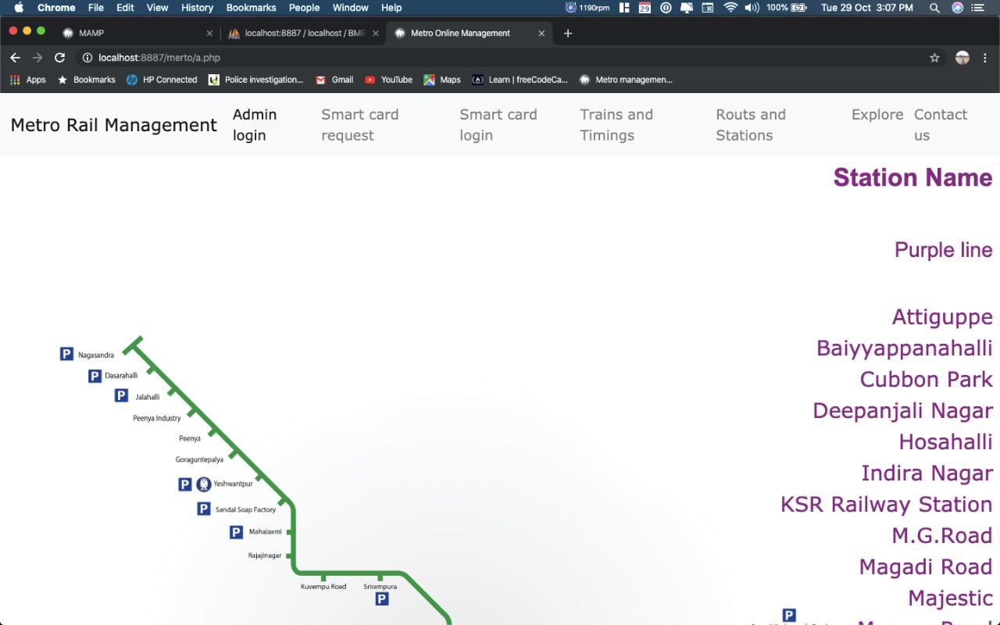 Chrome File Edit View History Bookmarks People Window Help 1190rpm 29 100% Tue 29 Oct 3:07 PM
MAMP localhost:8887 / localhost / BMR Metro Online Management
localhost:8887/merto/a.php
Apps Bookmarks HP Connected Police investigation... Gmail YouTube Maps Learn | freeCodeCa... Metro managemen...
Metro Rail Management
Admin
login
Smart card
request
Smart card
login
Trains and
Timings
Routs and
Stations
Explore
Contact
us
Station Name
Purple line
Attiguppe
Baiyyappanahalli
Cubbon Park
Deepanjali Nagar
Hosahalli
Indira Nagar
KSR Railway Station
M.G.Road
Magadi Road
Majestic
P Nagasandra
P Dasarahalli
P Jalahalli
Peenya Industry
Peenya
Goraguntepalya
P Yeshwantpur
P Sandal Soap Factory
P Mahalaxmi
Rajajinagar
Kuvempu Road
Srirampura
P
P